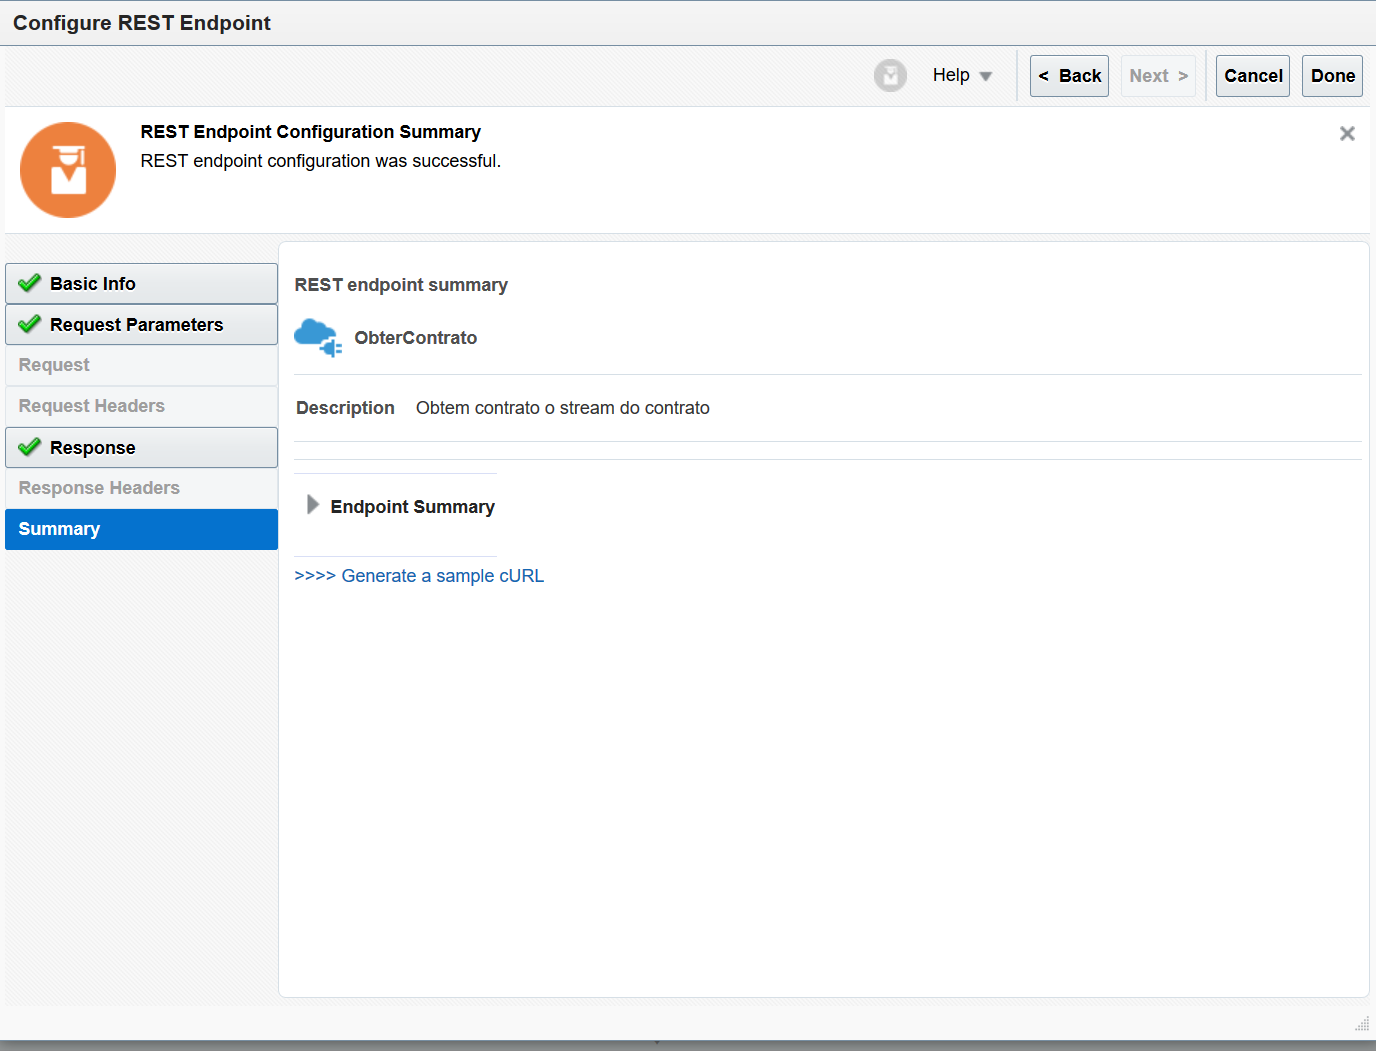 Configure REST Endpoint
Help
< Back
Next >
Cancel
Done
REST Endpoint Configuration Summary
REST endpoint configuration was successful.
Basic Info
Request Parameters
Request
Request Headers
Response
Response Headers
Summary
REST endpoint summary
ObterContrato
Description Obtem contrato o stream do contrato
Endpoint Summary
>>>> Generate a sample cURL